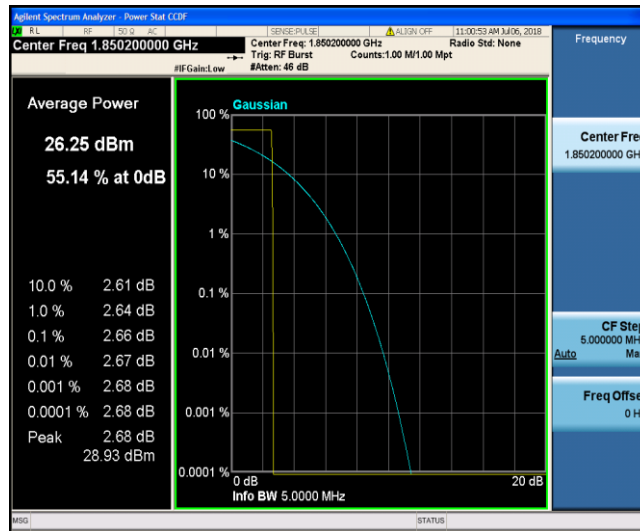 Agilent Spectrum Analyzer - Power Stat CCDF
RL RF 50 Ω AC SENSE:PULSE ALIGN OFF 11:00:53 AM Jul 06, 2018
Center Freq 1.850200000 GHz
Center Freq: 1.850200000 GHz Radio Std: None
Trig: RF Burst Counts:1.00 M/1.00 Mpt
#IFGain:Low #Atten: 46 dB
Frequency
Average Power
26.25 dBm
55.14 % at 0dB
10.0 % 2.61 dB
1.0 % 2.64 dB
0.1 % 2.66 dB
0.01 % 2.67 dB
0.001 % 2.68 dB
0.0001 % 2.68 dB
Peak 2.68 dB
28.93 dBm
Gaussian
100 %
10 %
1 %
0.1 %
0.01 %
0.001 %
0.0001 %
0 dB 20 dB
Info BW 5.0000 MHz
Center Fre
1.850200000 GH
CF Step
5.000000 MH
Auto Ma
Freq Offse
0 H
MSG STATUS